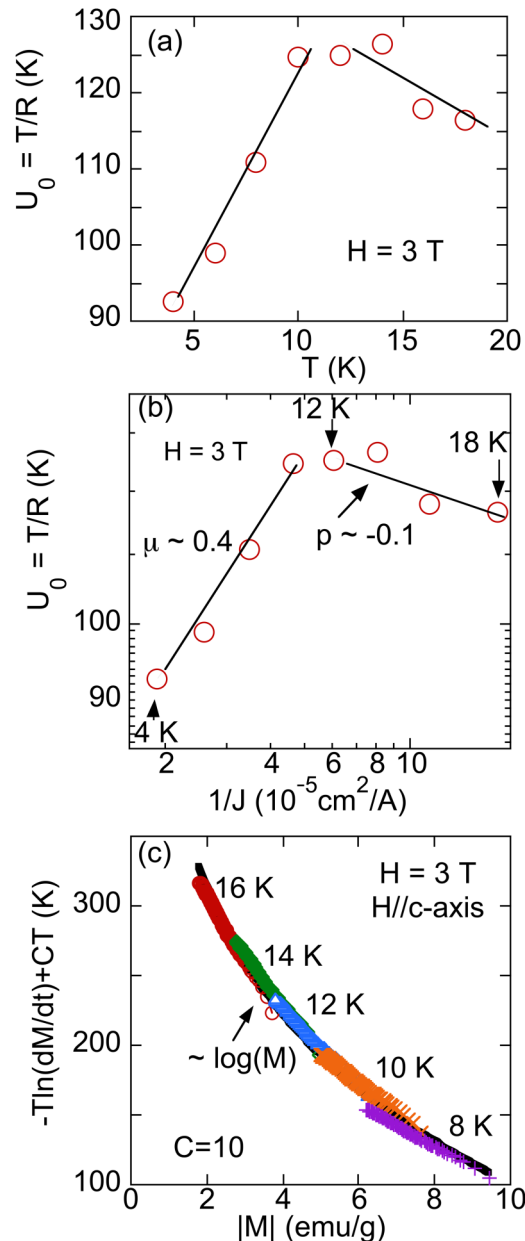 (a)
U0 = T/R (K)
130
120
110
100
90
H = 3 T
5
10
15
20
T (K)
(b)
12 K
H = 3 T
18 K
U0 = T/R (K)
μ ~ 0.4
p ~ -0.1
100
90
4 K
2
4
6
8
10
1/J (10-5cm2/A)
(c)
H = 3 T
H//c-axis
-Tln(dM/dt)+CT (K)
300
200
100
16 K
14 K
12 K
~ log(M)
10 K
8 K
C=10
0
2
4
6
8
10
|M| (emu/g)